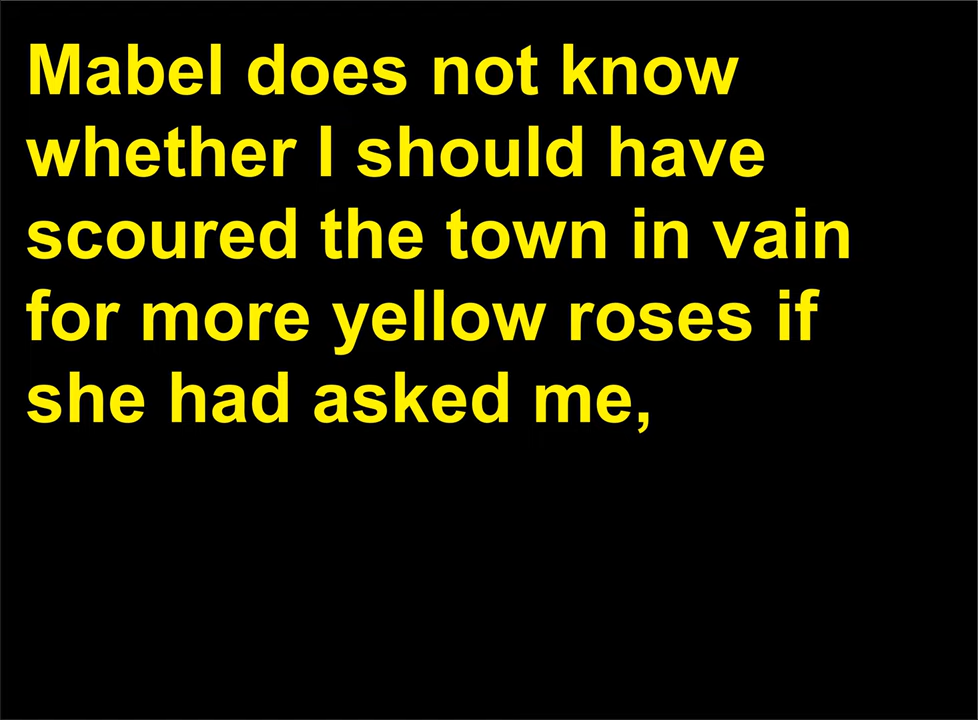 Mabel does not know
whether I should have
scoured the town in vain
for more yellow roses if
she had asked me,